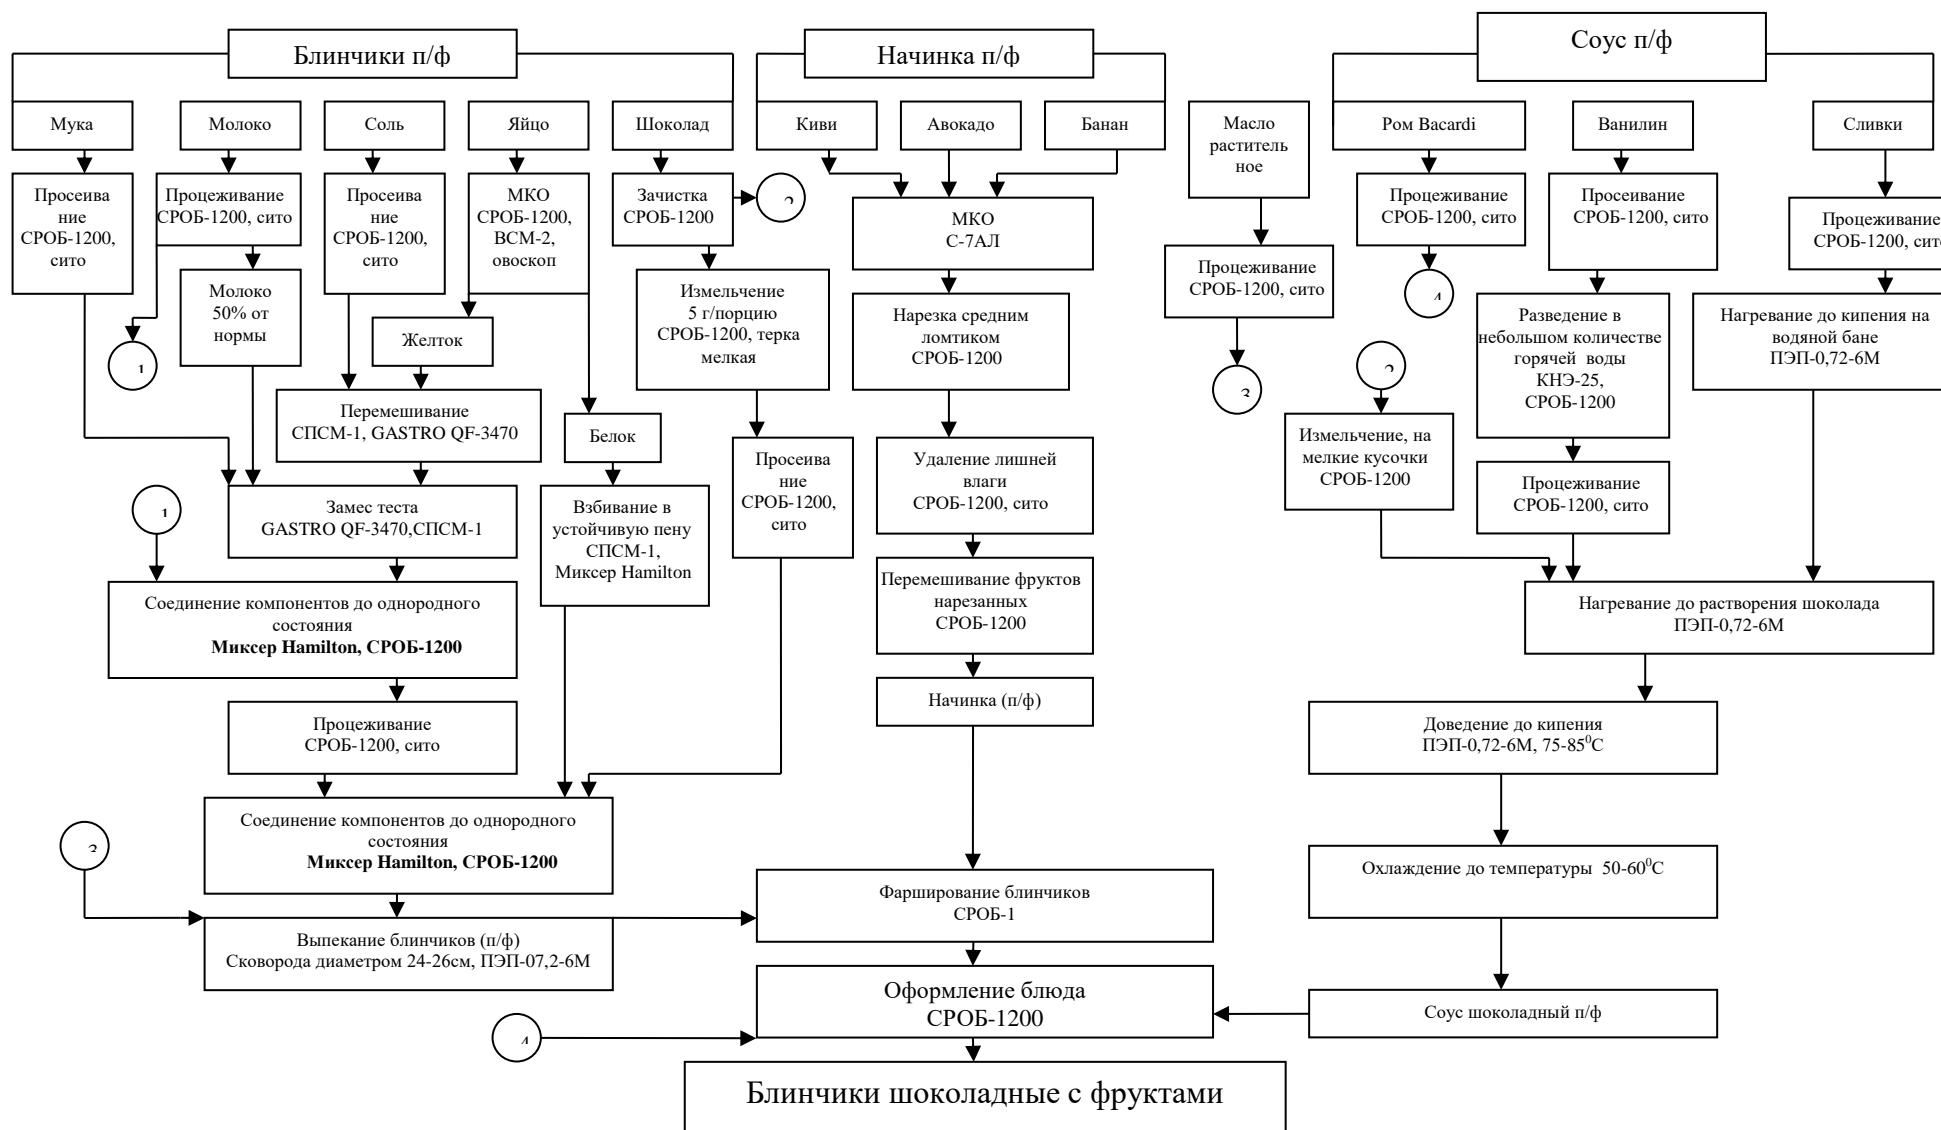 Блинчики п/ф
Начинка п/ф
Соус п/ф
Мука
Молоко
Соль
Яйцо
Шоколад
Киви
Авокадо
Банан
Масло
раститель
ное
Ром Bacardi
Ванилин
Сливки
Просеива
ние
СРОБ-1200,
сито
Процеживание
СРОБ-1200, сито
Просеива
ние
СРОБ-1200,
сито
МКО
СРОБ-1200,
ВСМ-2,
овоскоп
Зачистка
СРОБ-1200
2
МКО
С-7АЛ
Процеживание
СРОБ-1200, сито
Процеживание
СРОБ-1200, сито
Просеивание
СРОБ-1200, сито
Процеживание
СРОБ-1200, сито
1
Молоко
50% от
нормы
Желток
Измельчение
5 г/порцию
СРОБ-1200, терка
мелкая
Нарезка средним
ломтиком
СРОБ-1200
3
4
2
Разведение в
небольшом количестве
горячей воды
КНЭ-25,
СРОБ-1200
Нагревание до кипения на
водяной бане
ПЭП-0,72-6М
Перемешивание
СПСМ-1, GASTRO QF-3470
Белок
Просеива
ние
СРОБ-1200,
сито
Удаление лишней
влаги
СРОБ-1200, сито
Измельчение, на
мелкие кусочки
СРОБ-1200
Процеживание
СРОБ-1200, сито
1
Замес теста
GASTRO QF-3470,СПСМ-1
Взбивание в
устойчивую пену
СПСМ-1,
Миксер Hamilton
Перемешивание фруктов
нарезанных
СРОБ-1200
Соединение компонентов до однородного
состояния
Миксер Hamilton, СРОБ-1200
Нагревание до растворения шоколада
ПЭП-0,72-6М
Процеживание
СРОБ-1200, сито
Начинка (п/ф)
Доведение до кипения
ПЭП-0,72-6М, 75-85⁰С
3
Соединение компонентов до однородного
состояния
Миксер Hamilton, СРОБ-1200
Охлаждение до температуры 50-60⁰С
Фарширование блинчиков
СРОБ-1
Выпекание блинчиков (п/ф)
Сковорода диаметром 24-26см, ПЭП-07,2-6М
4
Оформление блюда
СРОБ-1200
Соус шоколадный п/ф
Блинчики шоколадные с фруктами